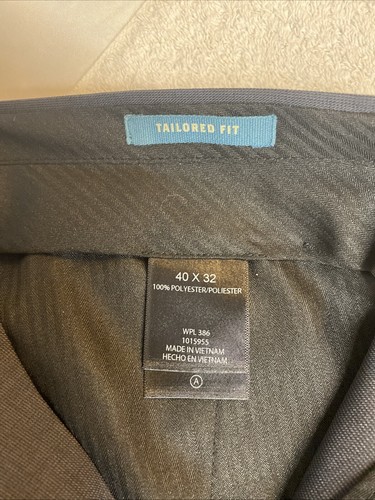 TAILORED FIT
40 X 32
100% POLYESTER/POLIESTER
WPL 386
1015955
MADE IN VIETNAM
HECHO EN VIETNAM
A